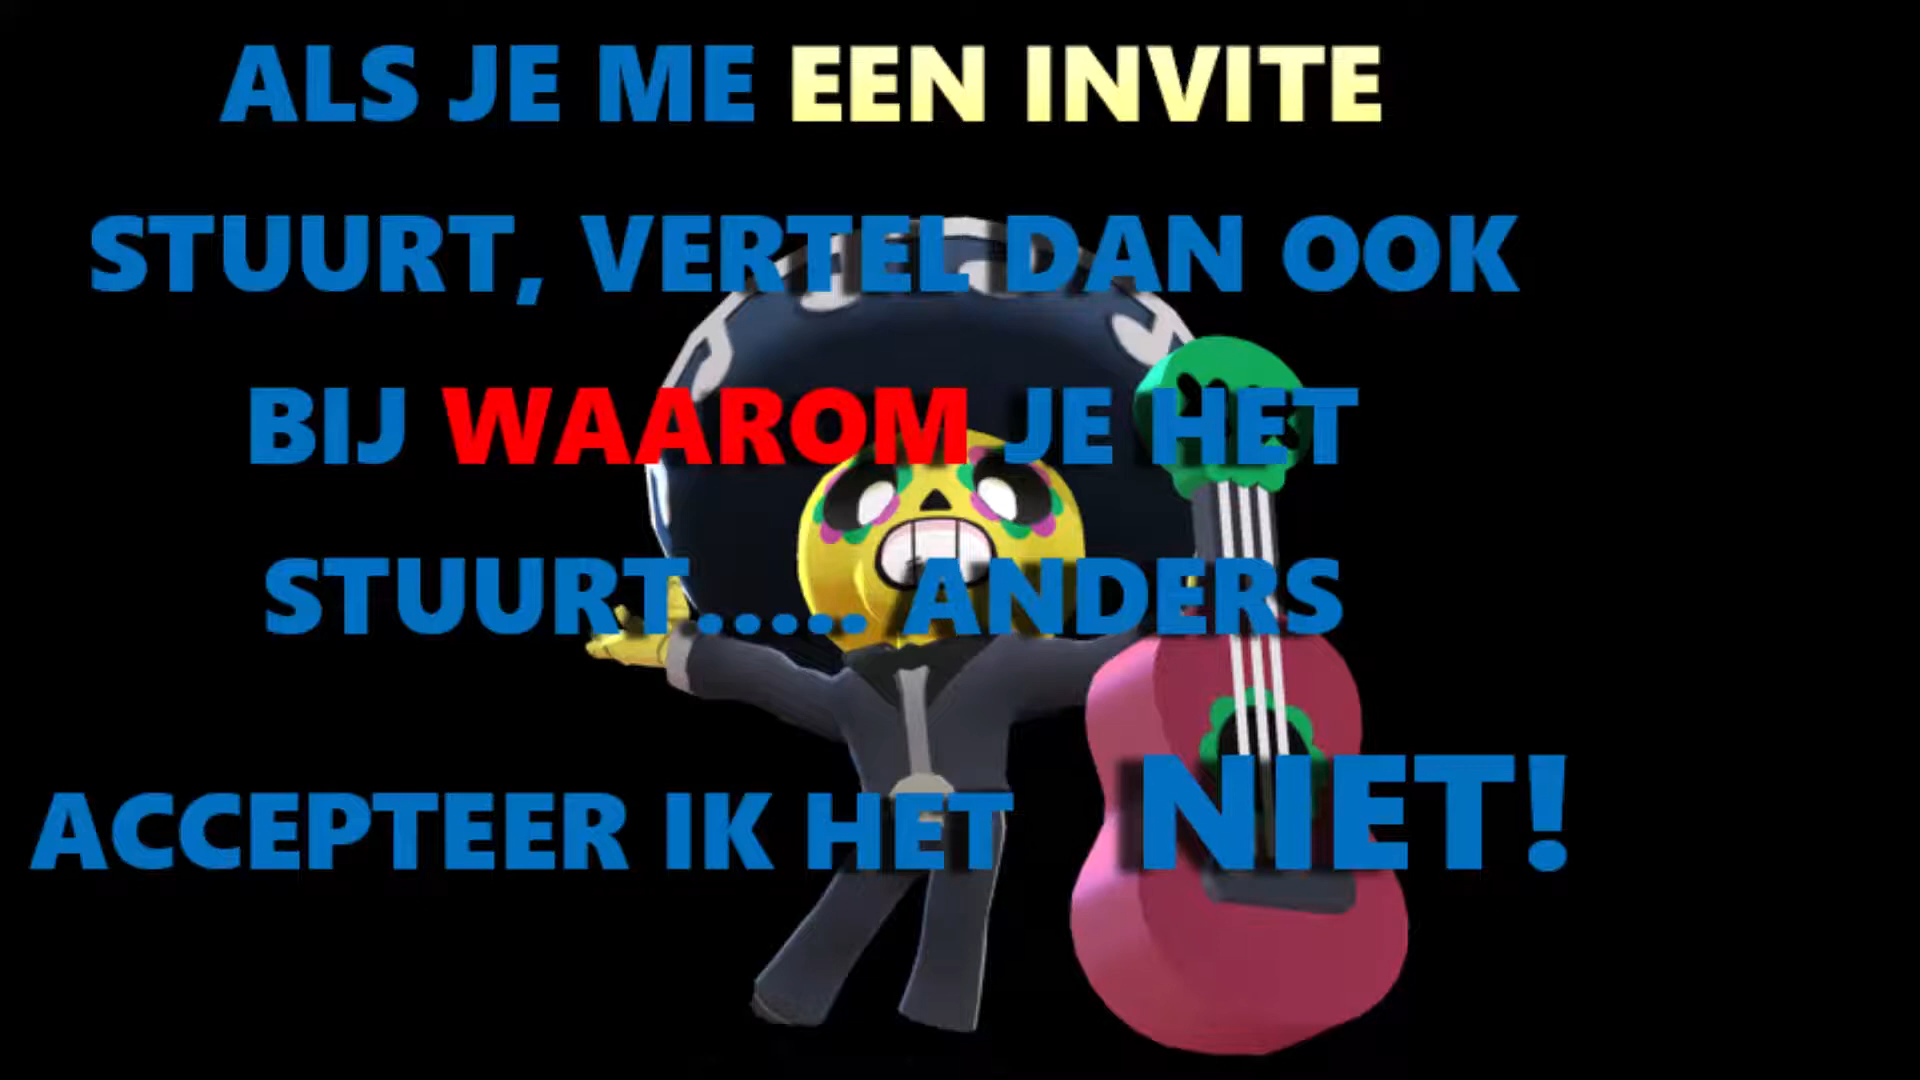 ALS JE ME EEN INVITE
STUURT, VERTEL DAN OOK
BIJ WAAROM JE HET
STUURT..... ANDERS
ACCEPTEER IK HET NIET!